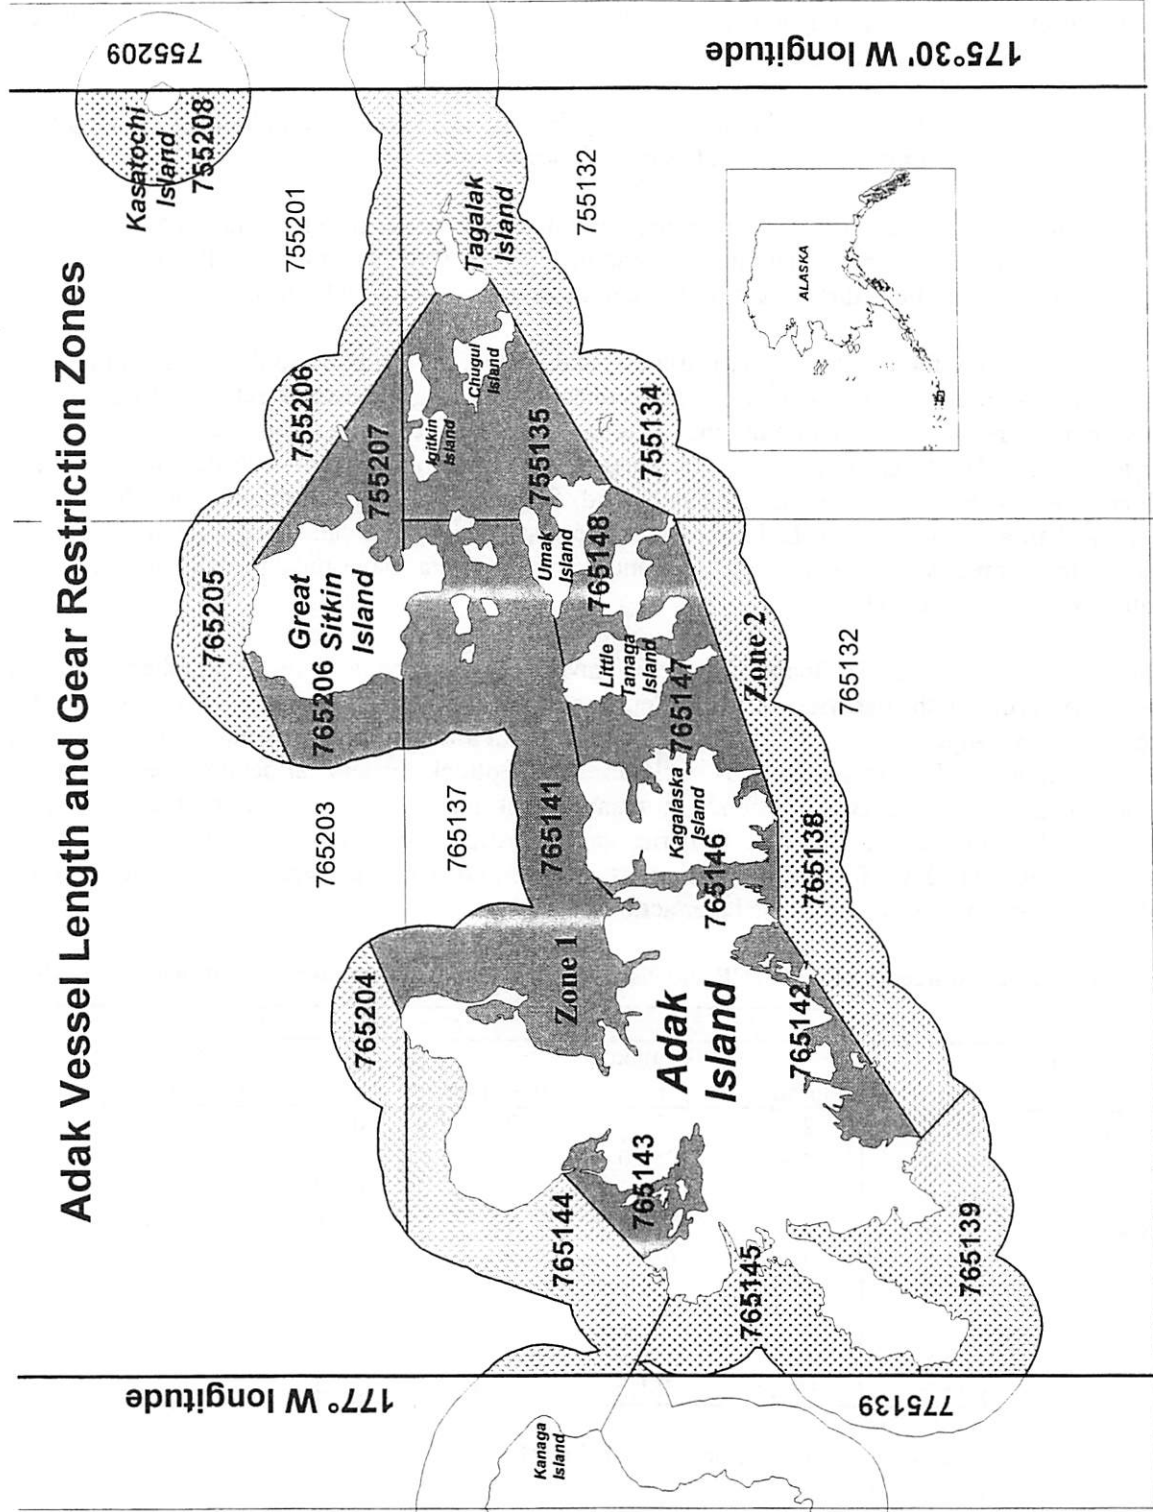 Adak Vessel Length and Gear Restriction Zones
755209
Kasatochi
Island
755208
175°30' W longitude
755201
Tagalak
Island
755132
755206
755207
Igitkin
Island
Chugul
Island
755135
755134
ALASKA
765205
Great
Sitkin
Island
765206
Umak
Island
765148
Little
Tanaga
Island
765147
Zone 2
765132
765203
765137
765141
Kagalaska
Island
765146
765138
765204
Zone 1
Adak
Island
765142
765143
765144
765145
765139
177° W longitude
775139
Kanaga
Island